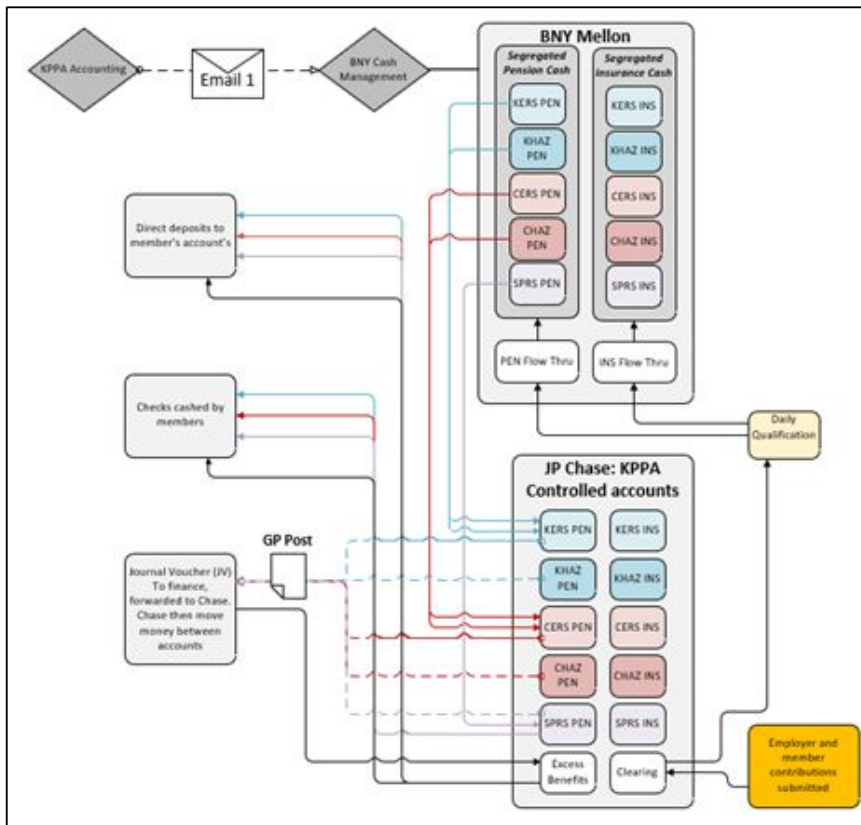 KPPA Accounting
Email 1
BNY Cash
Management
BNY Mellon
Segregated
Pension Cash
Segregated
Insurance Cash
KERS PEN
KERS INS
KHAZ
PEN
KHAZ INS
CERS PEN
CERS INS
CHAZ
PEN
CHAZ INS
SPRS PEN
SPRS INS
PEN Flow Thru
INS Flow Thru
Direct deposits to
member's account's
Checks cashed by
members
Daily
Qualification
JP Chase: KPPA
Controlled accounts
KERS PEN
KERS INS
KHAZ
PEN
KHAZ INS
CERS PEN
CERS INS
CHAZ
PEN
CHAZ INS
SPRS PEN
SPRS INS
Excess
Benefits
Clearing
GP Post
Journal Voucher (JV)
To finance,
forwarded to Chase.
Chase then move
money between
accounts
Employer and
member
contributions
submitted